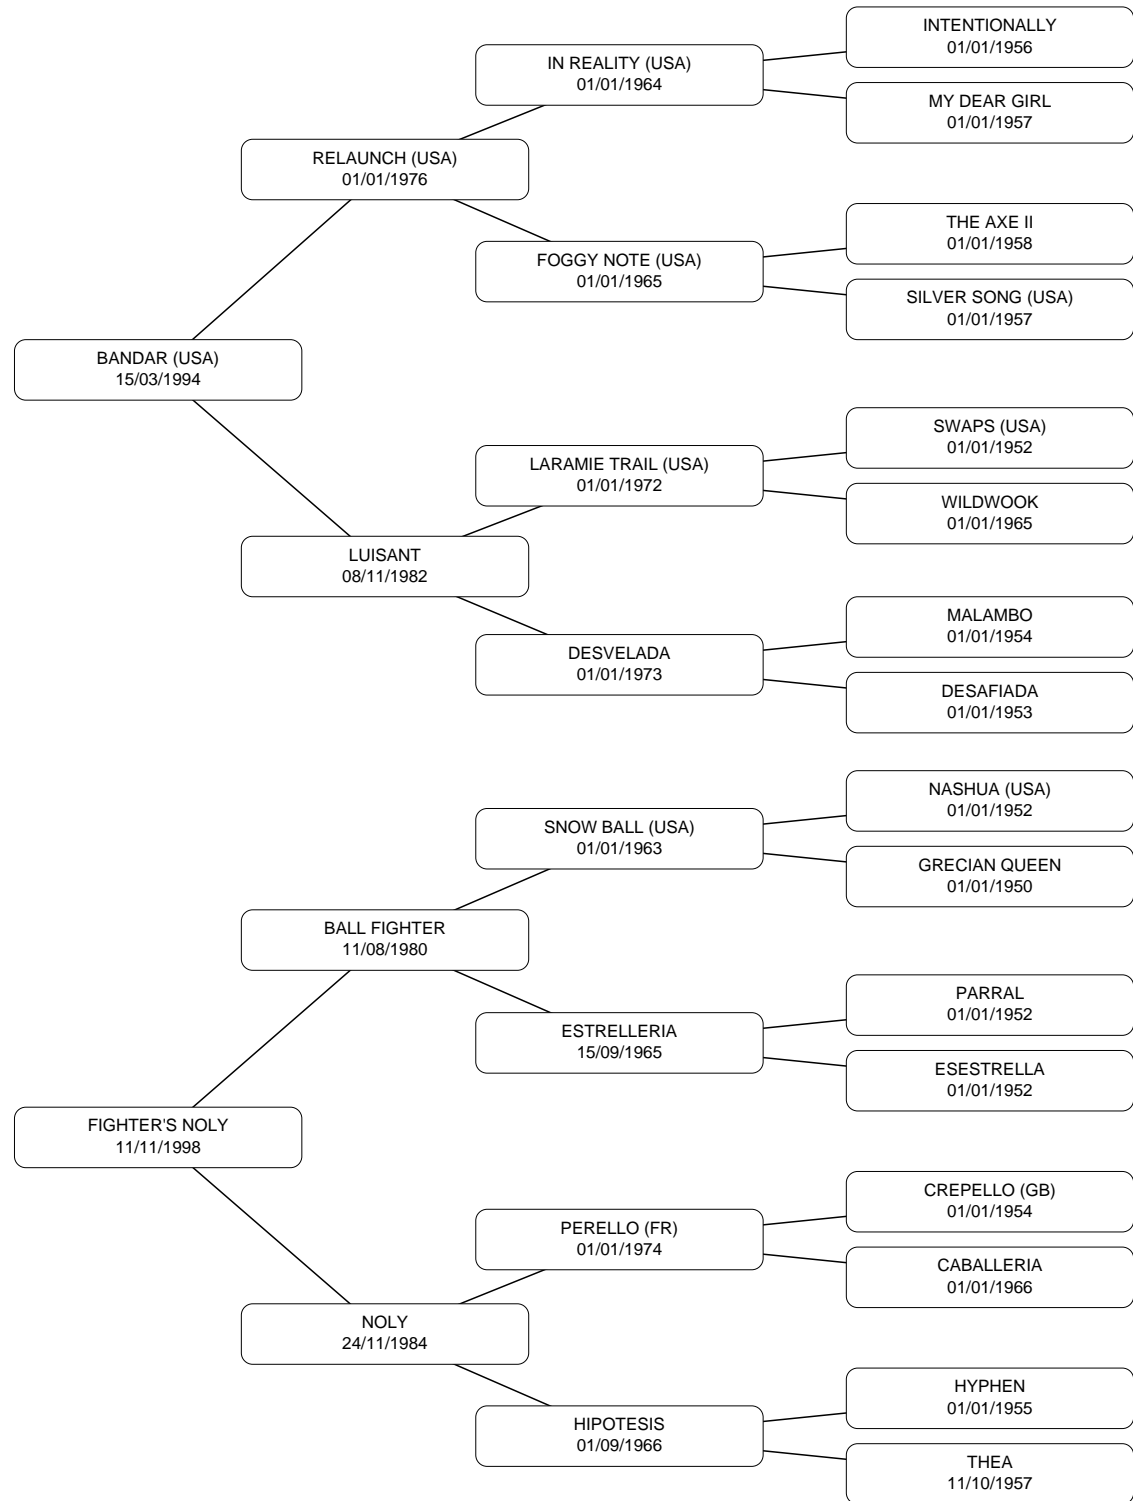 INTENTIONALLY
01/01/1956
IN REALITY (USA)
01/01/1964
MY DEAR GIRL
01/01/1957
RELAUNCH (USA)
01/01/1976
THE AXE II
01/01/1958
FOGGY NOTE (USA)
01/01/1965
SILVER SONG (USA)
01/01/1957
BANDAR (USA)
15/03/1994
SWAPS (USA)
01/01/1952
LARAMIE TRAIL (USA)
01/01/1972
WILDWOOK
01/01/1965
LUISANT
08/11/1982
MALAMBO
01/01/1954
DESVELADA
01/01/1973
DESAFIADA
01/01/1953
NASHUA (USA)
01/01/1952
SNOW BALL (USA)
01/01/1963
GRECIAN QUEEN
01/01/1950
BALL FIGHTER
11/08/1980
PARRAL
01/01/1952
ESTRELLERIA
15/09/1965
ESESTRELLA
01/01/1952
FIGHTER'S NOLY
11/11/1998
CREPELLO (GB)
01/01/1954
PERELLO (FR)
01/01/1974
CABALLERIA
01/01/1966
NOLY
24/11/1984
HYPHEN
01/01/1955
HIPOTESIS
01/09/1966
THEA
11/10/1957